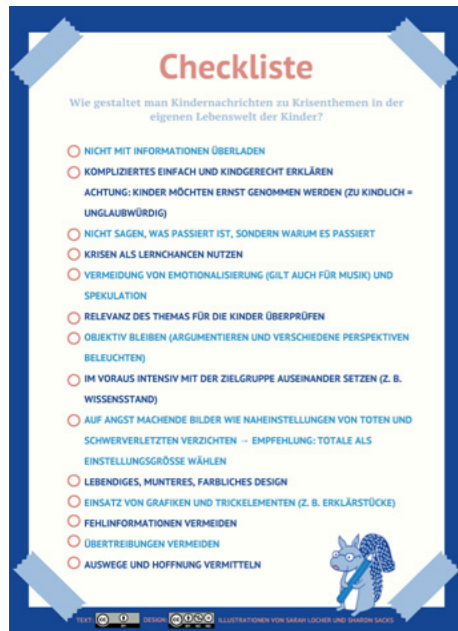 Checkliste
Wie gestaltet man Kindernachrichten zu Krisenthemen in der
eigenen Lebenswelt der Kinder?
NICHT MIT INFORMATIONEN ÜBERLADEN
KOMPLIZIERTES EINFACH UND KINDGERECHT ERKLÄREN
ACHTUNG: KINDER MÖCHTEN ERNST GENOMMEN WERDEN (ZU KINDLICH =
UNGLAUBWÜRDIG)
NICHT SAGEN, WAS PASSIERT IST, SONDERN WARUM ES PASSIERT
KRISEN ALS LERNCHANCEN NUTZEN
VERMEIDUNG VON EMOTIONALISIERUNG (GILT AUCH FÜR MUSIK) UND
SPEKULATION
RELEVANZ DES THEMAS FÜR DIE KINDER ÜBERPRÜFEN
OBJEKTIV BLEIBEN (ARGUMENTIEREN UND VERSCHIEDENE PERSPEKTIVEN
BELEUCHTEN)
IM VORAUS INTENSIV MIT DER ZIELGRUPPE AUSEINANDER SETZEN (Z. B.
WISSENSSTAND)
AUF ANGST MACHENDE BILDER WIE NAHEINSTELLUNGEN VON TOTEN UND
SCHWERVERLETZTEN VERZICHTEN → EMPFEHLUNG: TOTALE ALS
EINSTELLUNGSGRÖSSE WÄHLEN
LEBENDIGES, MUNTERES, FARBLICHES DESIGN
EINSATZ VON GRAFIKEN UND TRICKELEMENTEN (Z. B. ERKLÄRSTÜCKE)
FEHLINFORMATIONEN VERMEIDEN
ÜBERTREIBUNGEN VERMEIDEN
AUSWEGE UND HOFFNUNG VERMITTELN
TEXT: DESIGN: ILLUSTRATIONEN VON SARAH LOCHER UND SHARON SACKS